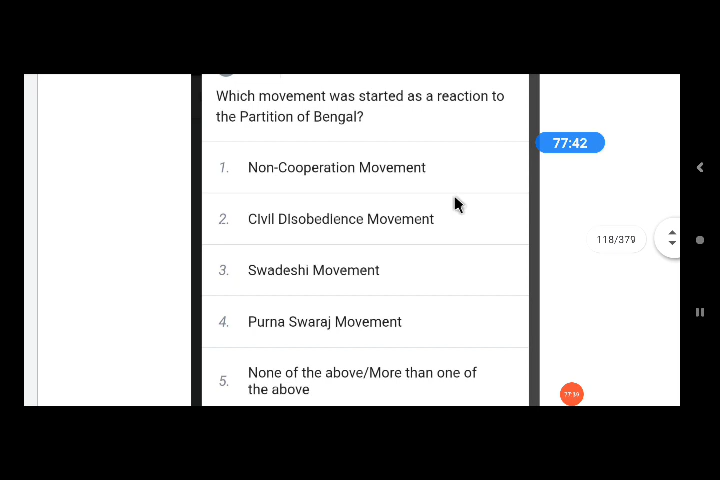 Which movement was started as a reaction to
the Partition of Bengal?
77:42
1. Non-Cooperation Movement
2. Civil Disobedience Movement
118/379
3. Swadeshi Movement
4. Purna Swaraj Movement
5. None of the above/More than one of
the above